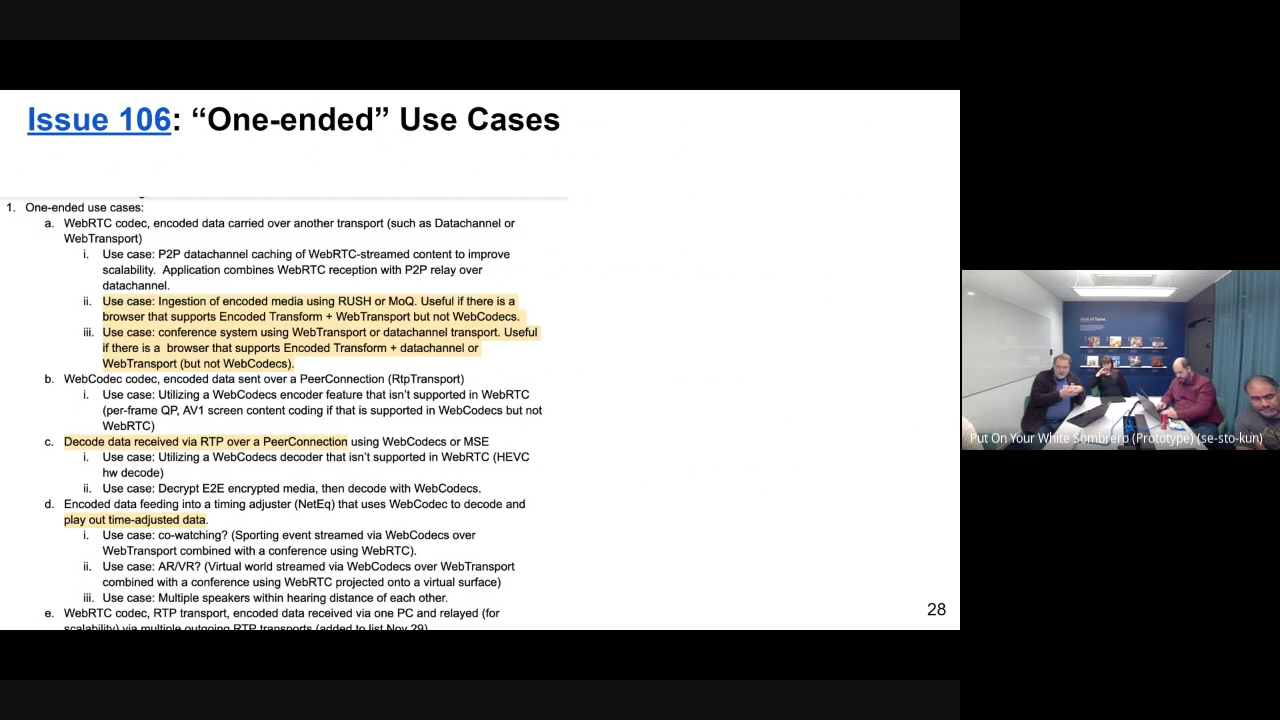 Issue 106: “One-ended” Use Cases
1. One-ended use cases:
a. WebRTC codec, encoded data carried over another transport (such as Datachannel or
WebTransport)
i. Use case: P2P datachannel caching of WebRTC-streamed content to improve
scalability. Application combines WebRTC reception with P2P relay over
datachannel.
ii. Use case: Ingestion of encoded media using RUSH or MoQ. Useful if there is a
browser that supports Encoded Transform + WebTransport but not WebCodecs.
iii. Use case: conference system using WebTransport or datachannel transport. Useful
if there is a browser that supports Encoded Transform + datachannel or
WebTransport (but not WebCodecs).
b. WebCodec codec, encoded data sent over a PeerConnection (RtpTransport)
i. Use case: Utilizing a WebCodecs encoder feature that isn’t supported in WebRTC
(per-frame QP, AV1 screen content coding if that is supported in WebCodecs but not
WebRTC)
c. Decode data received via RTP over a PeerConnection using WebCodecs or MSE
i. Use case: Utilizing a WebCodecs decoder that isn’t supported in WebRTC (HEVC
hw decode)
ii. Use case: Decrypt E2E encrypted media, then decode with WebCodecs.
d. Encoded data feeding into a timing adjuster (NetEq) that uses WebCodec to decode and
play out time-adjusted data.
i. Use case: co-watching? (Sporting event streamed via WebCodecs over
WebTransport combined with a conference using WebRTC).
ii. Use case: AR/VR? (Virtual world streamed via WebCodecs over WebTransport
combined with a conference using WebRTC projected onto a virtual surface)
iii. Use case: Multiple speakers within hearing distance of each other.
e. WebRTC codec, RTP transport, encoded data received via one PC and relayed (for
scalability) via multiple outgoing RTP transports (added to list Nov 29)
28
Put On Your White Sombrero (Prototype) (se-sto-kun)